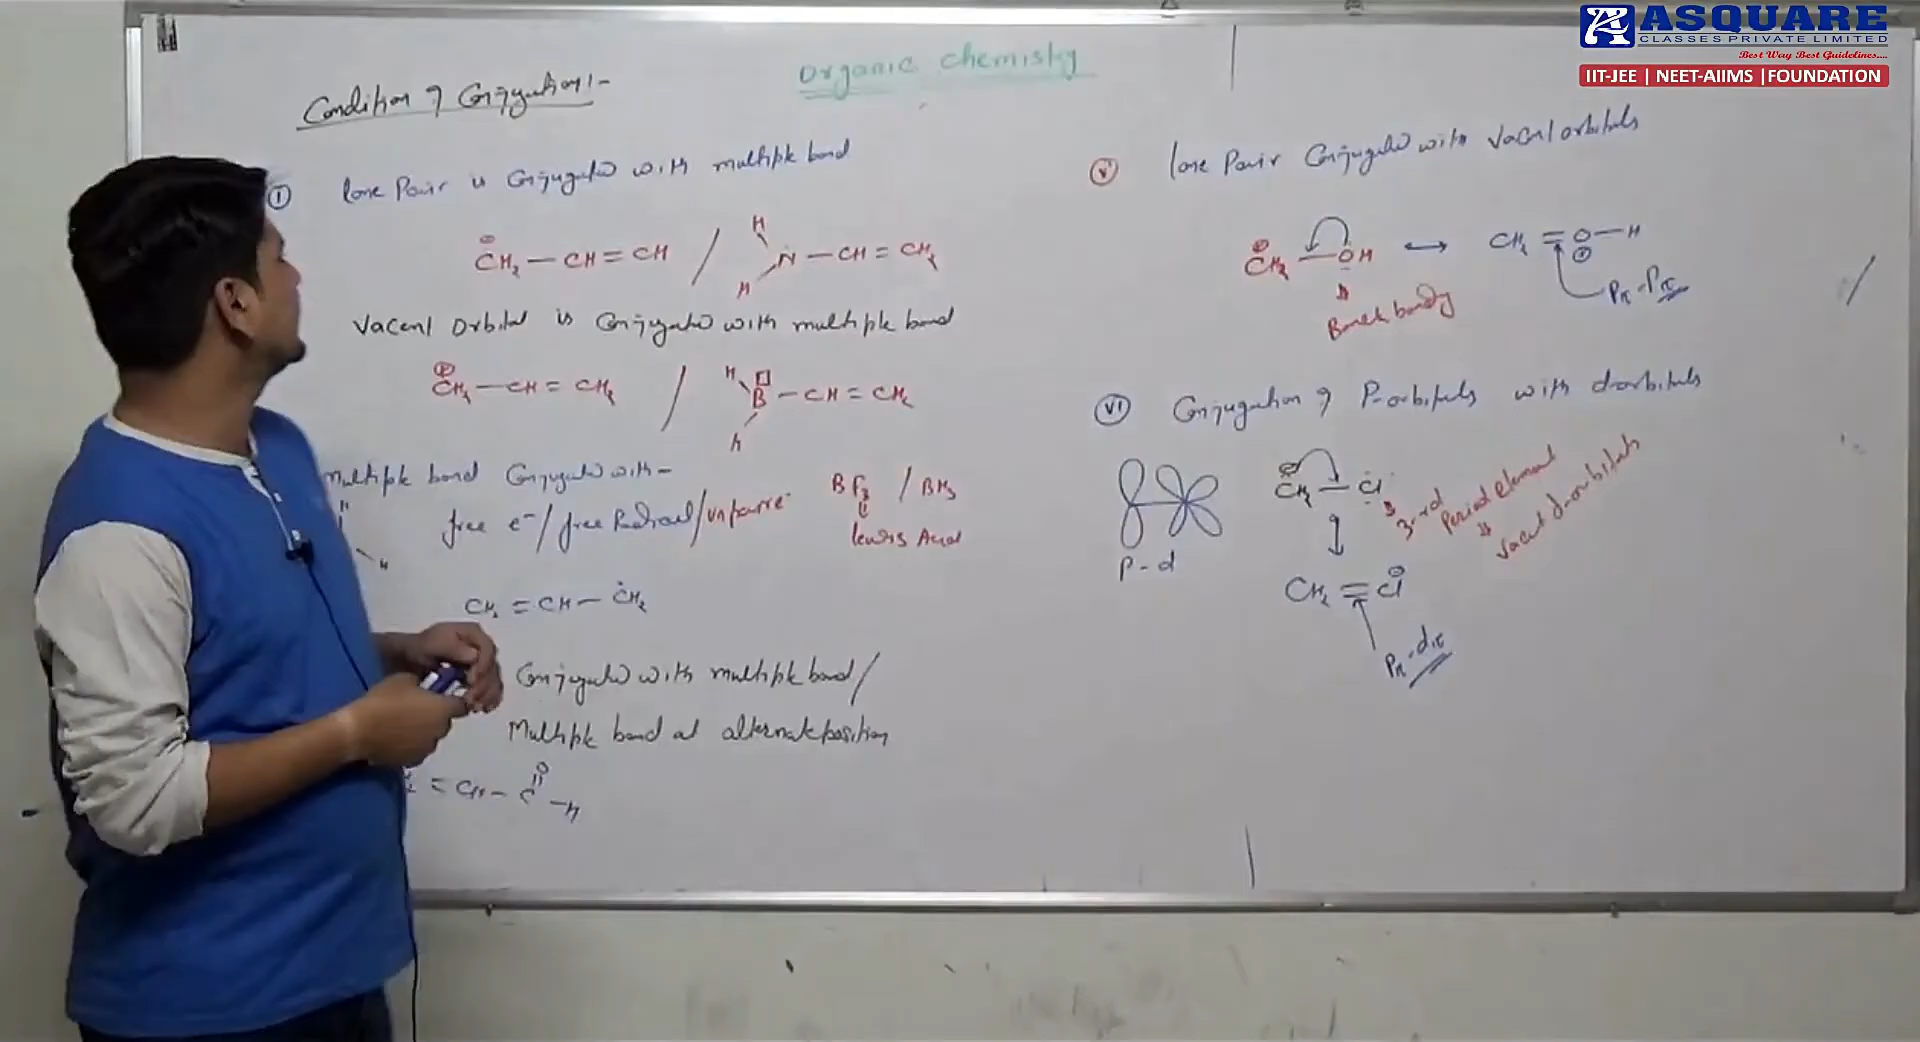 ASQUARE
CLASSES PRIVATE LIMITED
Best Way Best Guidelines....
IIT-JEE | NEET-AIIMS | FOUNDATION
Organic chemistry
Condition of Conjugation:-
I lone Pair is Conjugated with multiple bond
CH₂ — CH = CH / H N — CH = CH₂
H
Vacant Orbital is Conjugated with multiple bond
⊕
CH₂ — CH = CH₂ / H B — CH = CH₂
H
multiple bond Conjugated with –
free e⁻/free Radical/unpaired
BF₃ / BH₃
Lewis Acid
CH₂ = CH — ĊH₂
Conjugated with multiple bond /
Multiple bond at alternate position
= CH – C – H
O
V lone Pair Conjugated with Vacant orbitals
⊕
CH₂ — OH ↔ CH₂ = O — H
⊕
Back bonding
Pπ - Pπ
VI Conjugation of P-orbitals with d-orbitals
CH₂ — Cl
3-rd Period element
Vacant d-orbitals
P-d
CH₂ = Cl
Pπ-dπ